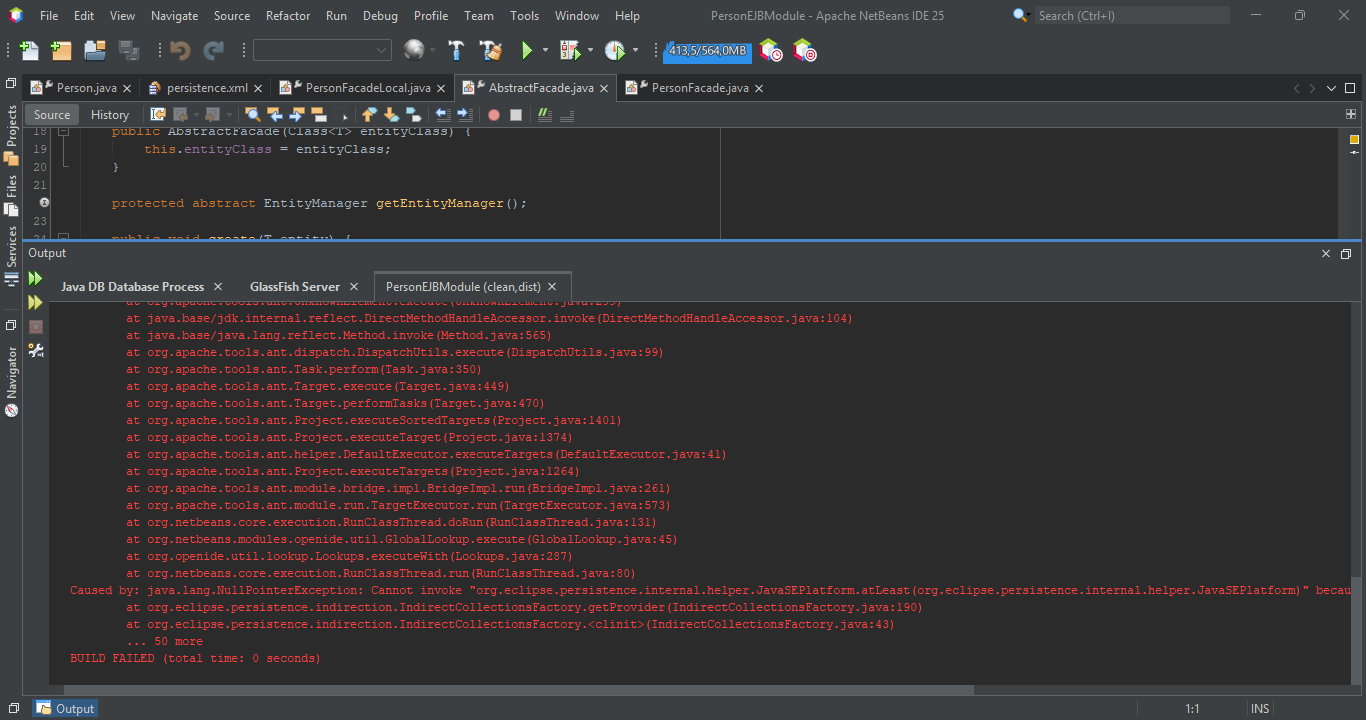 File Edit View Navigate Source Refactor Run Debug Profile Team Tools Window Help PersonEJBModule - Apache NetBeans IDE 25 Search (Ctrl+I)
413,5/564,0MB
Person.java persistence.xml PersonFacadeLocal.java AbstractFacade.java PersonFacade.java
Source History
Projects
Files
Services
Navigator
18 public AbstractFacade(Class<T> entityClass) {
19 this.entityClass = entityClass;
20 }
21
protected abstract EntityManager getEntityManager();
23
24 public void create(T entity) {
Output
Java DB Database Process GlassFish Server PersonEJBModule (clean,dist)
at org.apache.tools.ant.UnknownElement.execute(UnknownElement.java:299)
at java.base/jdk.internal.reflect.DirectMethodHandleAccessor.invoke(DirectMethodHandleAccessor.java:104)
at java.base/java.lang.reflect.Method.invoke(Method.java:565)
at org.apache.tools.ant.dispatch.DispatchUtils.execute(DispatchUtils.java:99)
at org.apache.tools.ant.Task.perform(Task.java:350)
at org.apache.tools.ant.Target.execute(Target.java:449)
at org.apache.tools.ant.Target.performTasks(Target.java:470)
at org.apache.tools.ant.Project.executeSortedTargets(Project.java:1401)
at org.apache.tools.ant.Project.executeTarget(Project.java:1374)
at org.apache.tools.ant.helper.DefaultExecutor.executeTargets(DefaultExecutor.java:41)
at org.apache.tools.ant.Project.executeTargets(Project.java:1264)
at org.apache.tools.ant.module.bridge.impl.BridgeImpl.run(BridgeImpl.java:261)
at org.apache.tools.ant.module.run.TargetExecutor.run(TargetExecutor.java:573)
at org.netbeans.core.execution.RunClassThread.doRun(RunClassThread.java:131)
at org.netbeans.modules.openide.util.GlobalLookup.execute(GlobalLookup.java:45)
at org.openide.util.lookup.Lookups.executeWith(Lookups.java:287)
at org.netbeans.core.execution.RunClassThread.run(RunClassThread.java:80)
Caused by: java.lang.NullPointerException: Cannot invoke "org.eclipse.persistence.internal.helper.JavaSEPlatform.atLeast(org.eclipse.persistence.internal.helper.JavaSEPlatform)" becau
at org.eclipse.persistence.indirection.IndirectCollectionsFactory.getProvider(IndirectCollectionsFactory.java:190)
at org.eclipse.persistence.indirection.IndirectCollectionsFactory.<clinit>(IndirectCollectionsFactory.java:43)
... 50 more
BUILD FAILED (total time: 0 seconds)
Output 1:1 INS